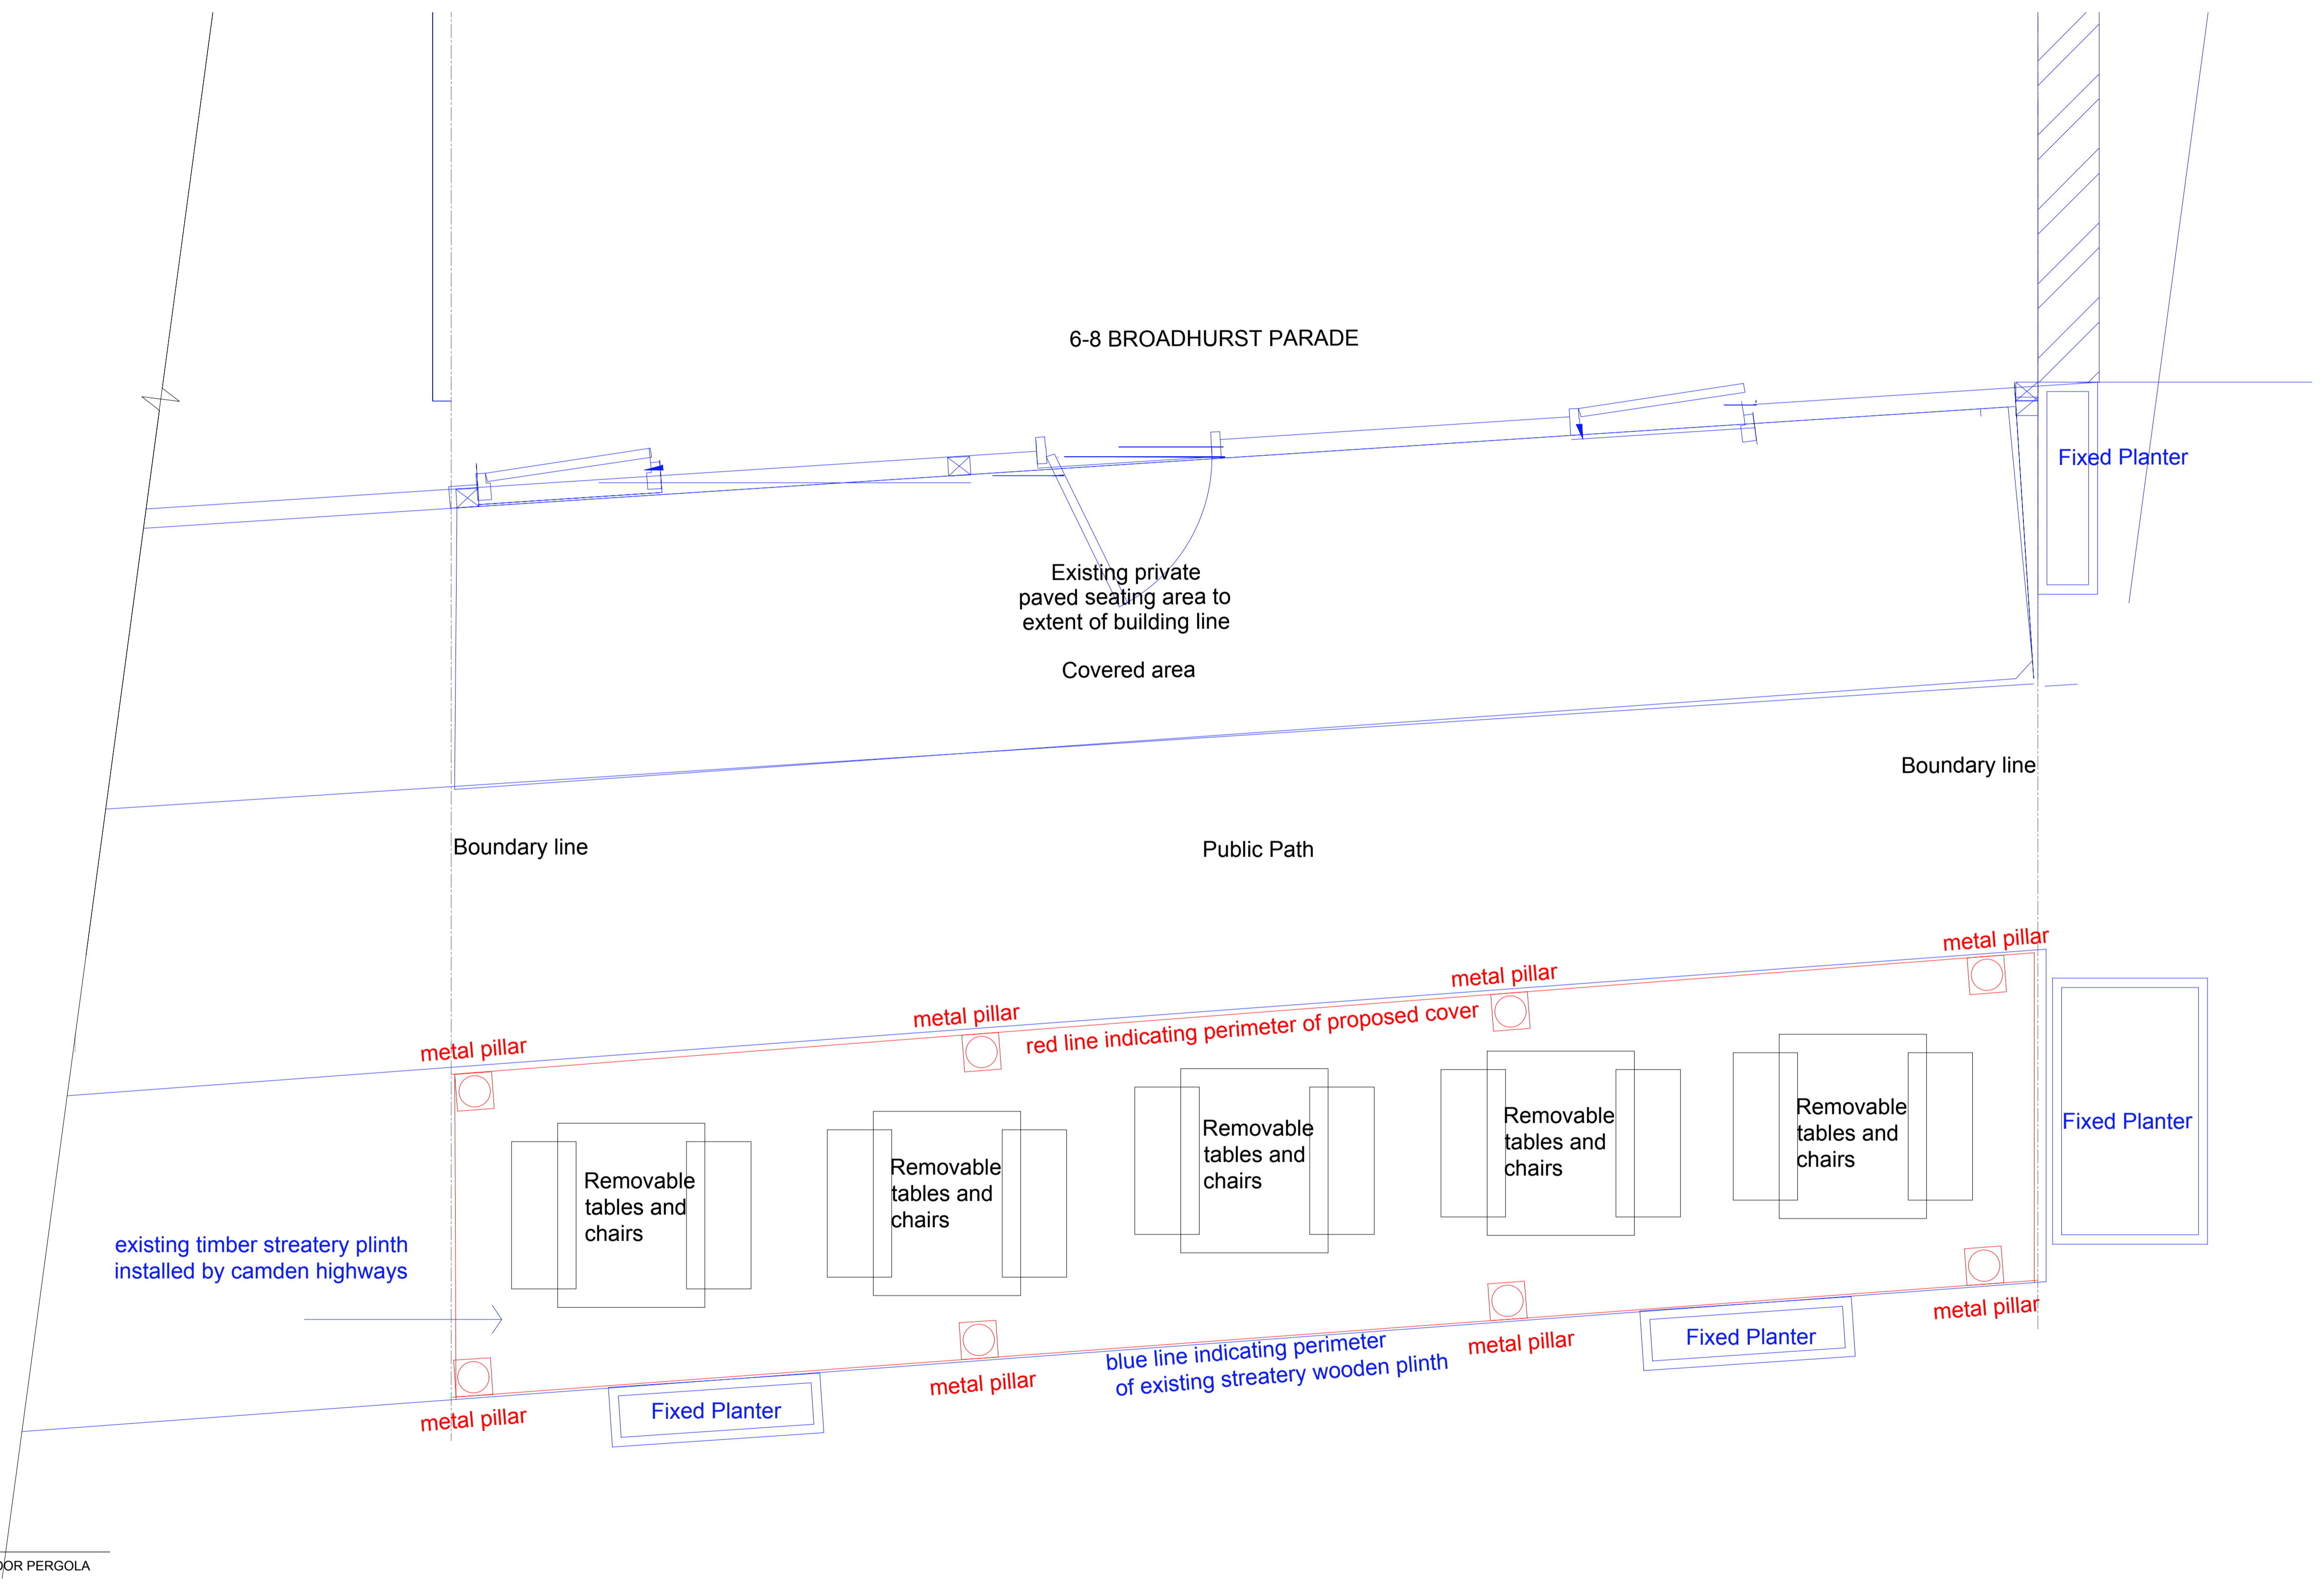 6-8 BROADHURST PARADE
Fixed Planter
Existing private
paved seating area to
extent of building line
Covered area
Boundary line
Boundary line
Public Path
metal pillar
metal pillar
metal pillar
metal pillar
red line indicating perimeter of proposed cover
Removable
tables and
chairs
Removable
tables and
chairs
Removable
tables and
chairs
Removable
tables and
chairs
Removable
tables and
chairs
Fixed Planter
existing timber streatery plinth
installed by camden highways
metal pillar
metal pillar
metal pillar
metal pillar
blue line indicating perimeter
of existing streatery wooden plinth
Fixed Planter
Fixed Planter
PERGOLA